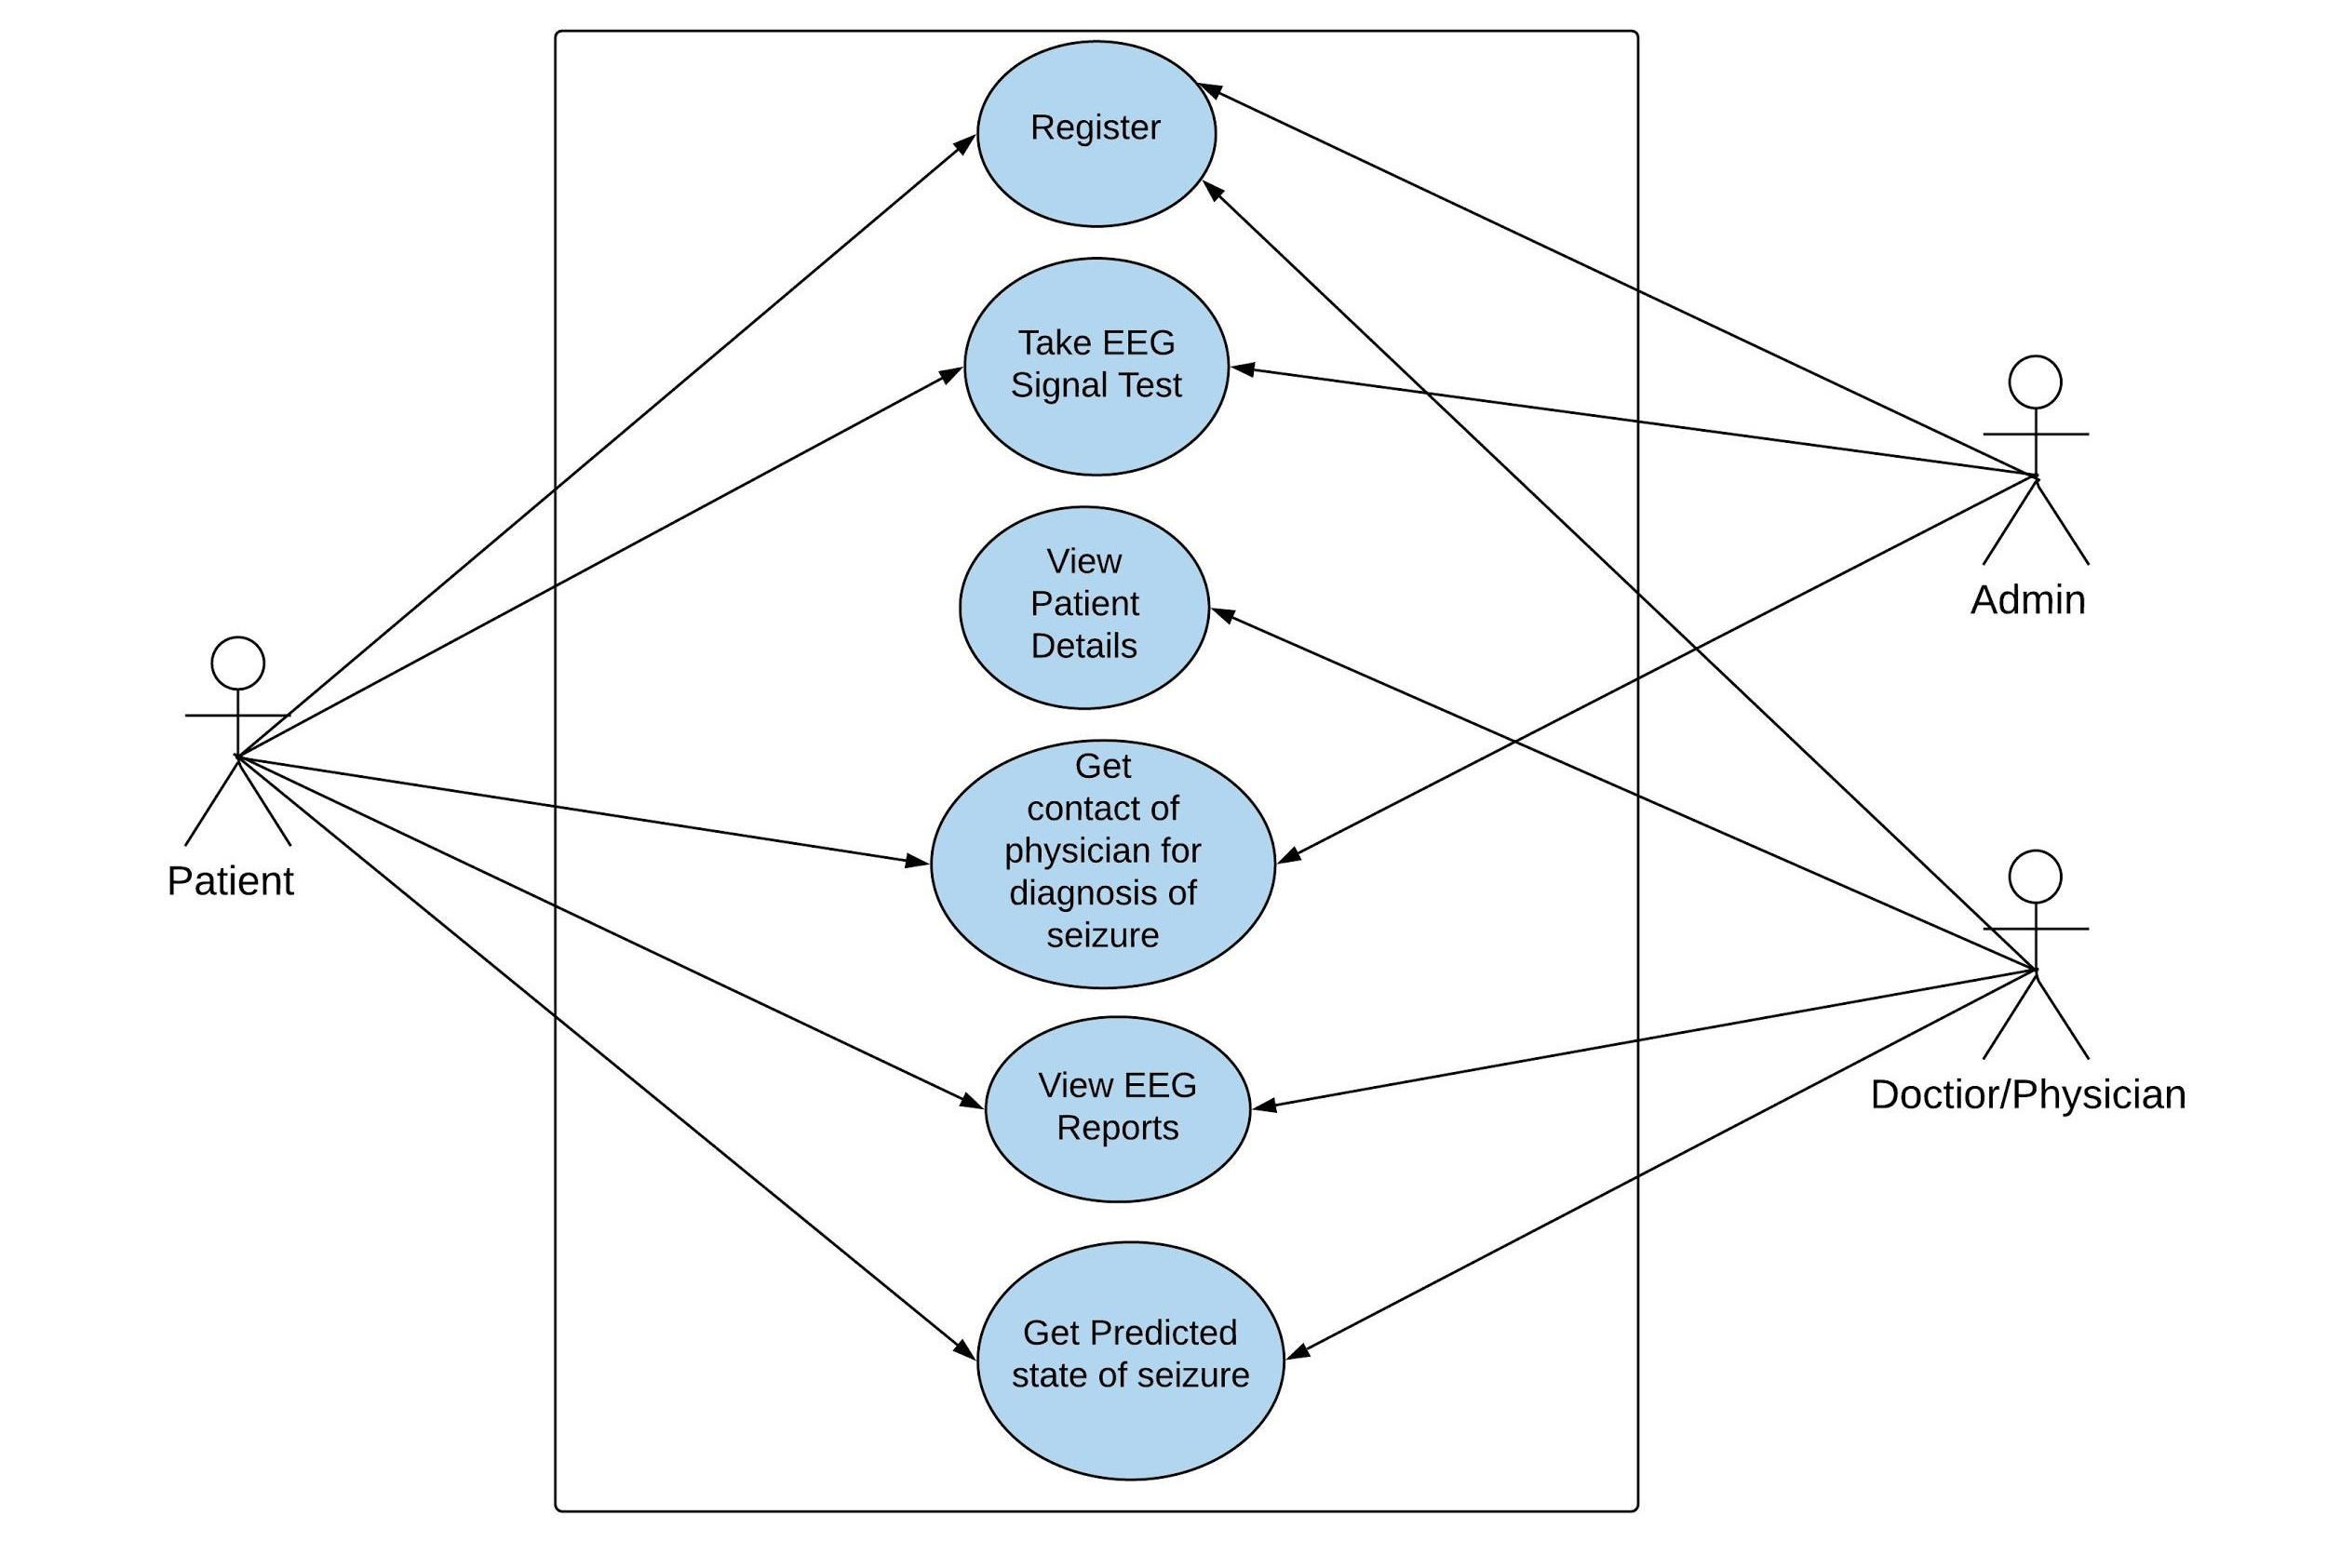 Register
Take EEG
Signal Test
View
Patient
Details
Get
contact of
physician for
diagnosis of
seizure
View EEG
Reports
Get Predicted
state of seizure
Patient
Admin
Doctior/Physician